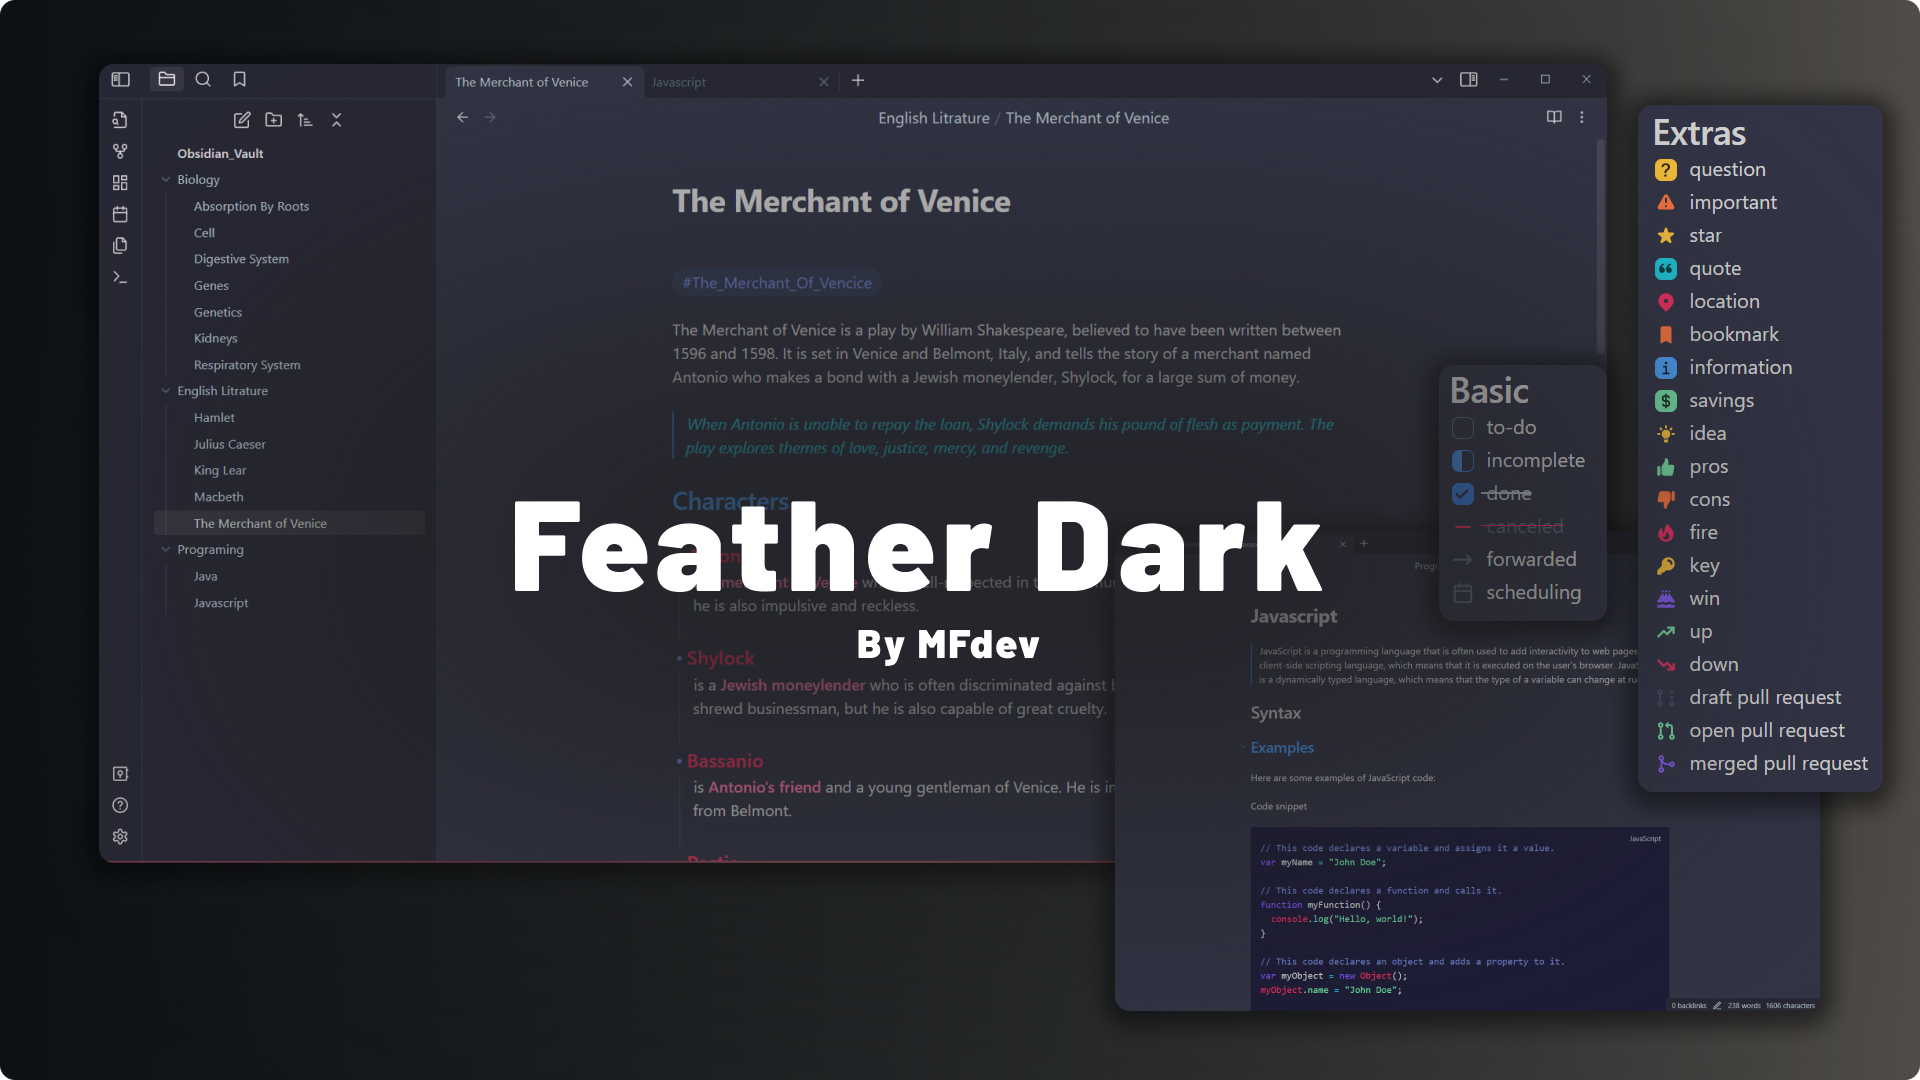 The Merchant of Venice
Javascript
English Litrature / The Merchant of Venice
Obsidian_Vault
Biology
Absorption By Roots
Cell
Digestive System
Genes
Genetics
Kidneys
Respiratory System
English Litrature
Hamlet
Julius Caeser
King Lear
Macbeth
The Merchant of Venice
Programing
Java
Javascript
The Merchant of Venice
#The_Merchant_Of_Vencice
The Merchant of Venice is a play by William Shakespeare, believed to have been written between
1596 and 1598. It is set in Venice and Belmont, Italy, and tells the story of a merchant named
Antonio who makes a bond with a Jewish moneylender, Shylock, for a large sum of money.
When Antonio is unable to repay the loan, Shylock demands his pound of flesh as payment. The
play explores themes of love, justice, mercy, and revenge.
Characters
he is also impulsive and reckless.
Shylock
is a Jewish moneylender who is often discriminated against
shrewd businessman, but he is also capable of great cruelty.
Bassanio
is Antonio's friend and a young gentleman of Venice. He is
from Belmont.
Feather Dark
By MFdev
Basic
to-do
incomplete
done
canceled
forwarded
scheduling
Javascript
JavaScript is a programming language that is often used to add interactivity to web pages
client-side scripting language, which means that it is executed on the user's browser.
is a dynamically typed language, which means that the type of a variable can change at
Syntax
Examples
Here are some examples of JavaScript code:
Code snippet
JavaScript
// This code declares a variable and assigns it a value.
var myName = "John Doe";
// This code declares a function and calls it.
function myFunction() {
console.log("Hello, world!");
}
// This code declares an object and adds a property to it.
var myObject = new Object();
myObject.name = "John Doe";
0 backlinks 238 words 1606 characters
Extras
question
important
star
quote
location
bookmark
information
savings
idea
pros
cons
fire
key
win
up
down
draft pull request
open pull request
merged pull request